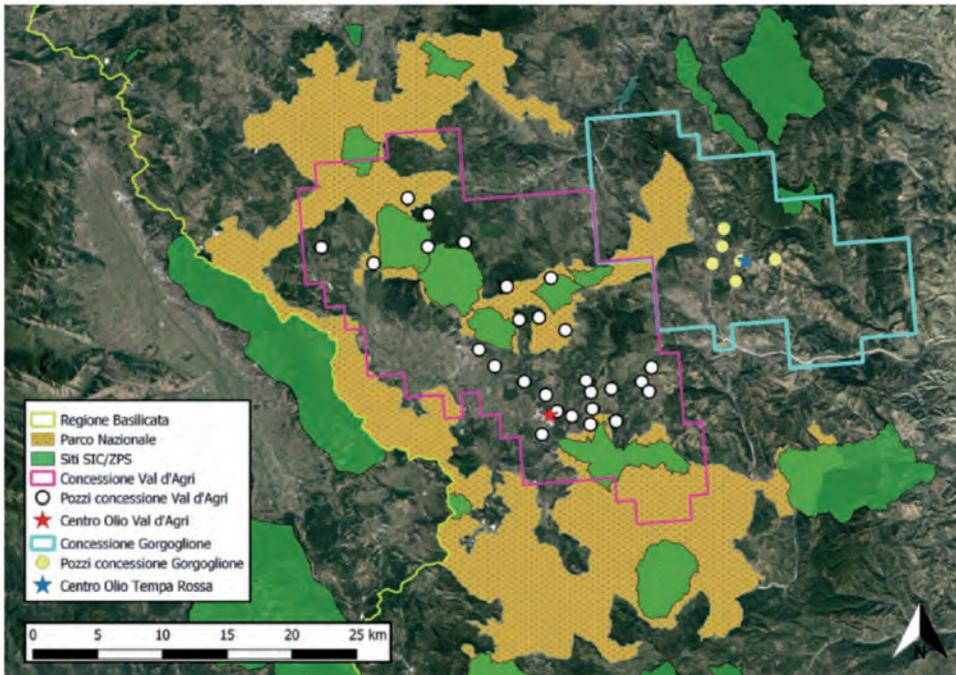 Regione Basilicata
Parco Nazionale
Siti SIC/ZPS
Concessione Val d'Agri
Pozzi concessione Val d'Agri
Centro Olio Val d'Agri
Concessione Gorgoglione
Pozzi concessione Gorgoglione
Centro Olio Tempa Rossa
0 5 10 15 20 25 km
N